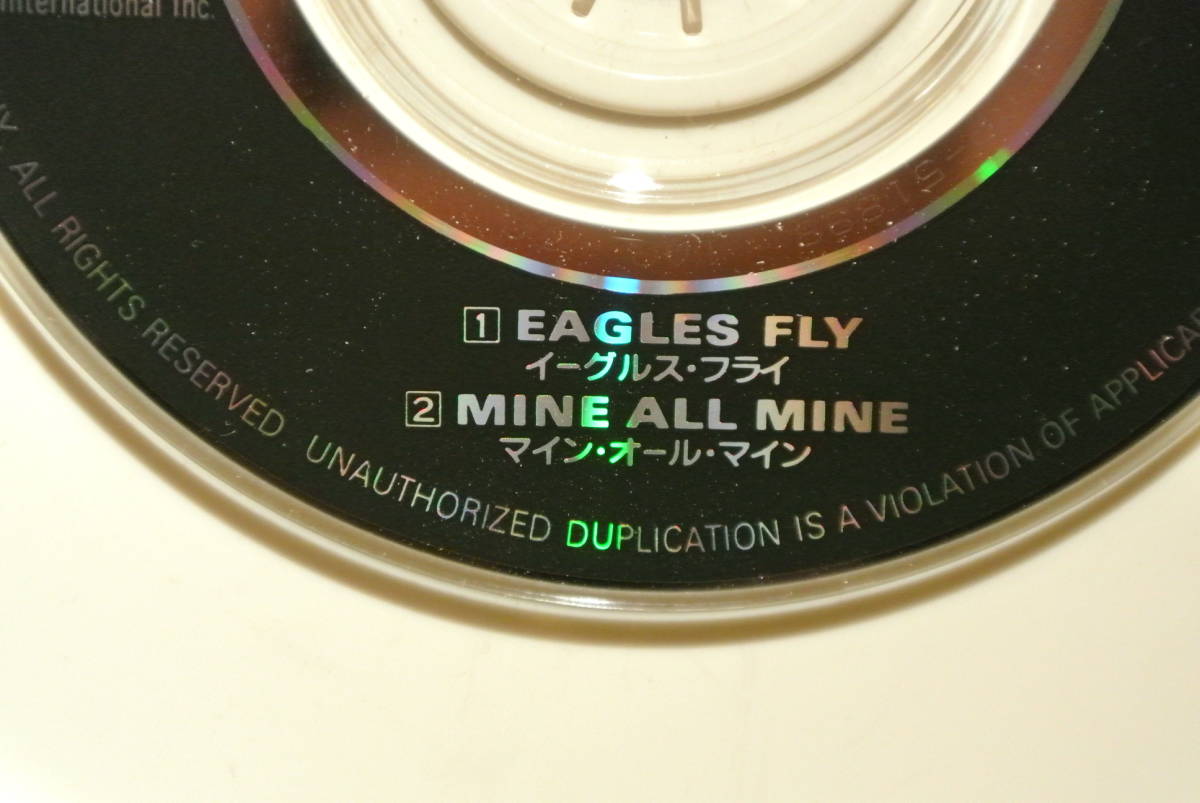 International Inc.
1 EAGLES FLY
イーグルス・フライ
2 MINE ALL MINE
マイン・オール・マイン
ALL RIGHTS RESERVED. UNAUTHORIZED DUPLICATION IS A VIOLATION OF